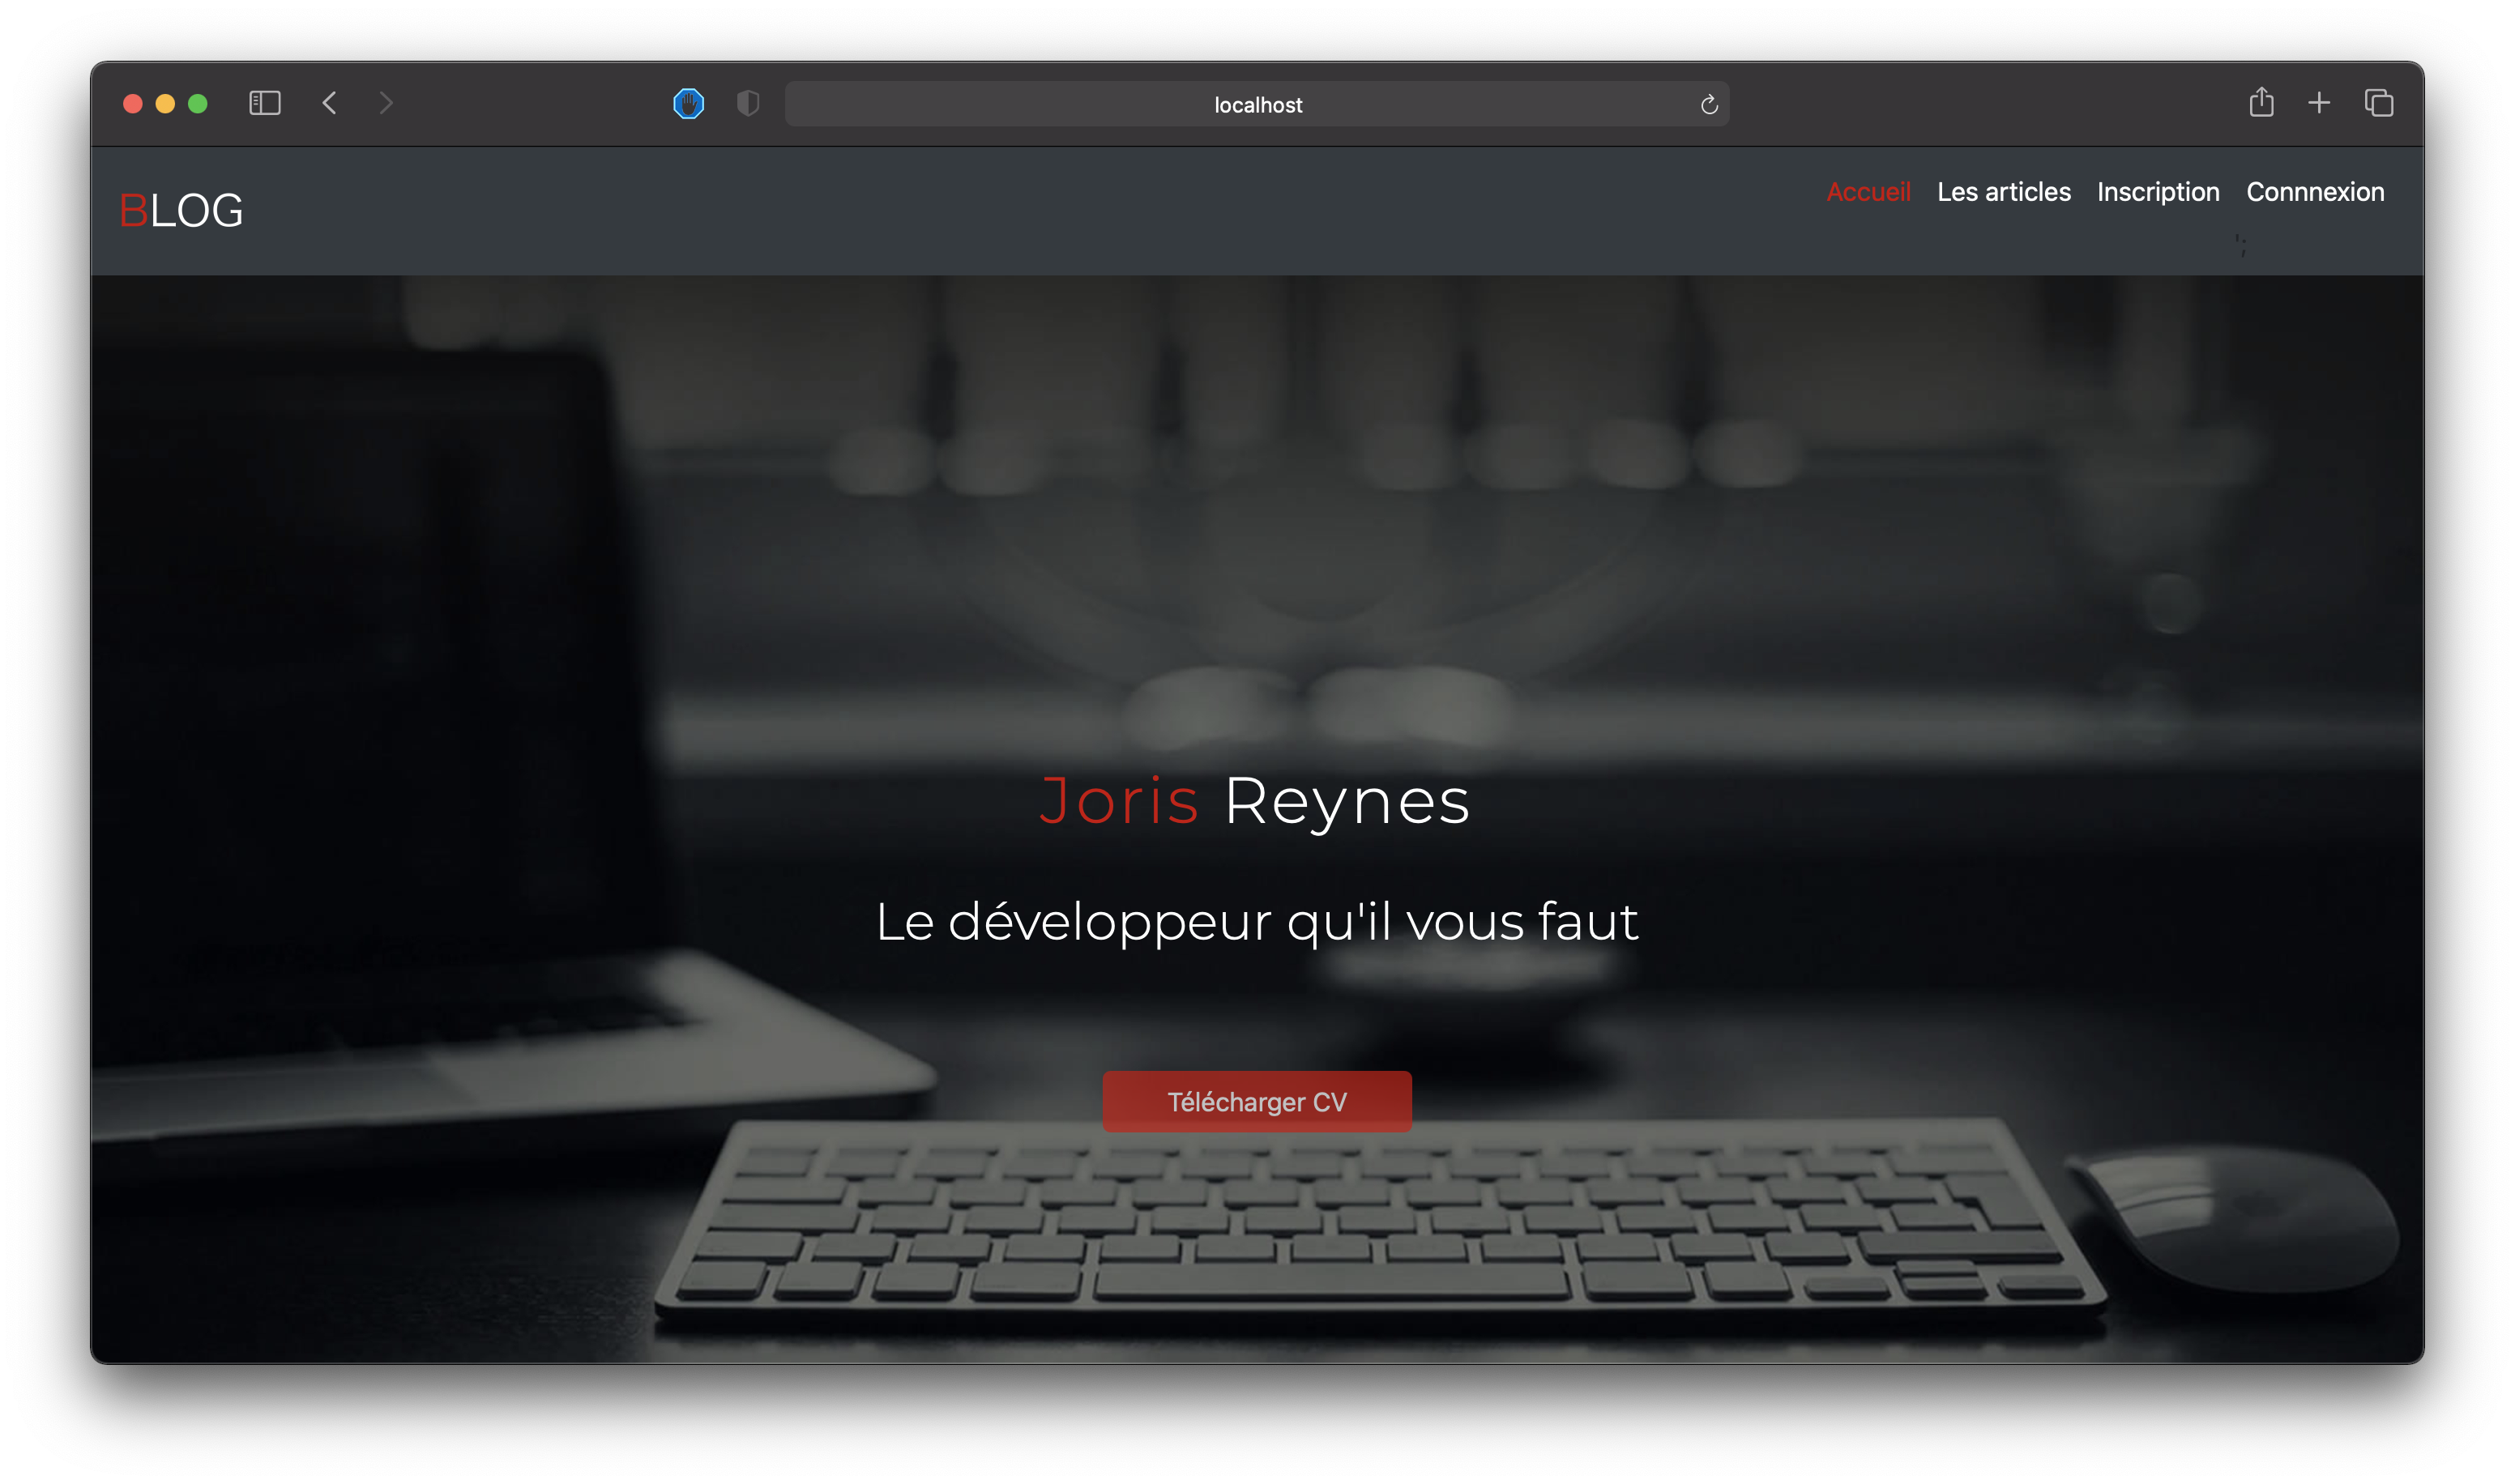 localhost
BLOG
Accueil Les articles Inscription Connnexion
';
Joris Reynes
Le développeur qu'il vous faut
Télécharger CV